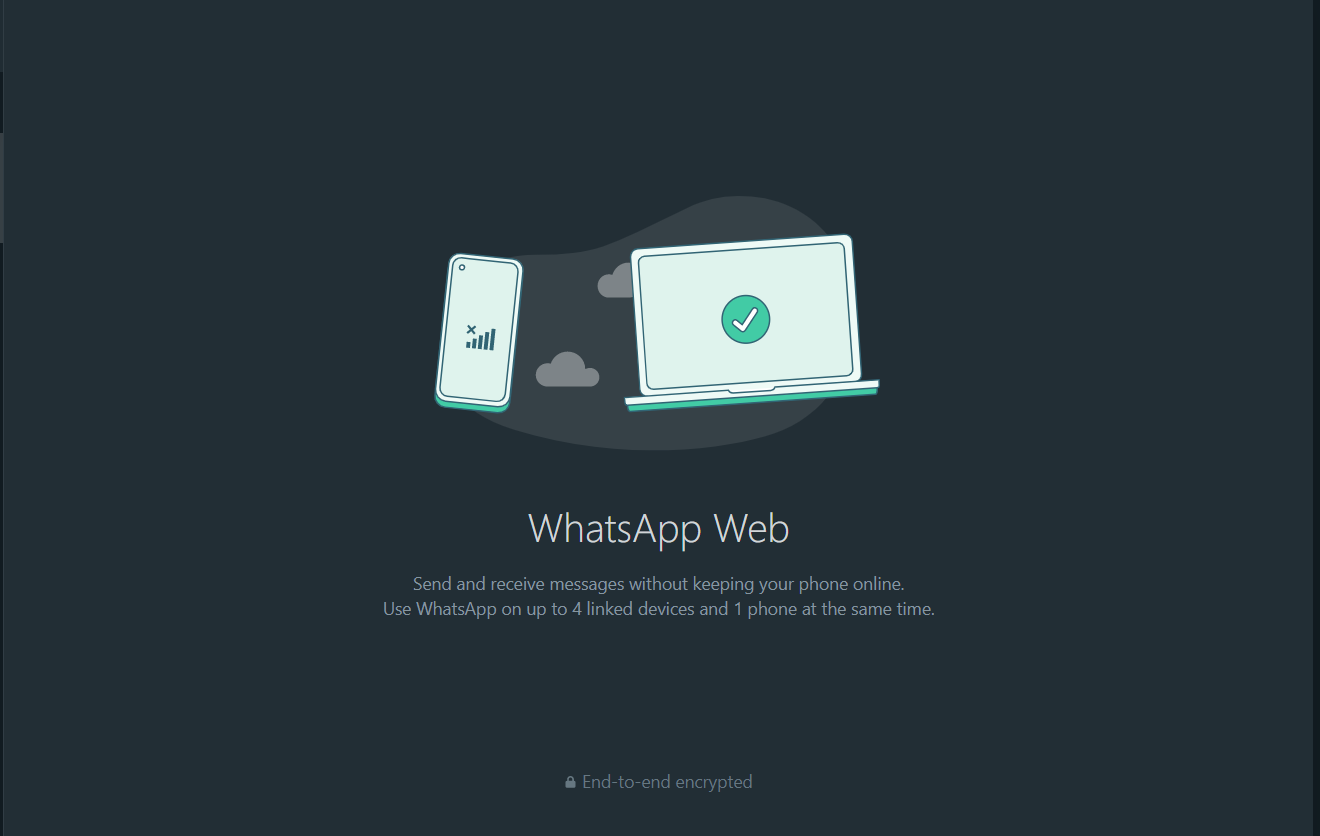 WhatsApp Web
Send and receive messages without keeping your phone online.
Use WhatsApp on up to 4 linked devices and 1 phone at the same time.
End-to-end encrypted